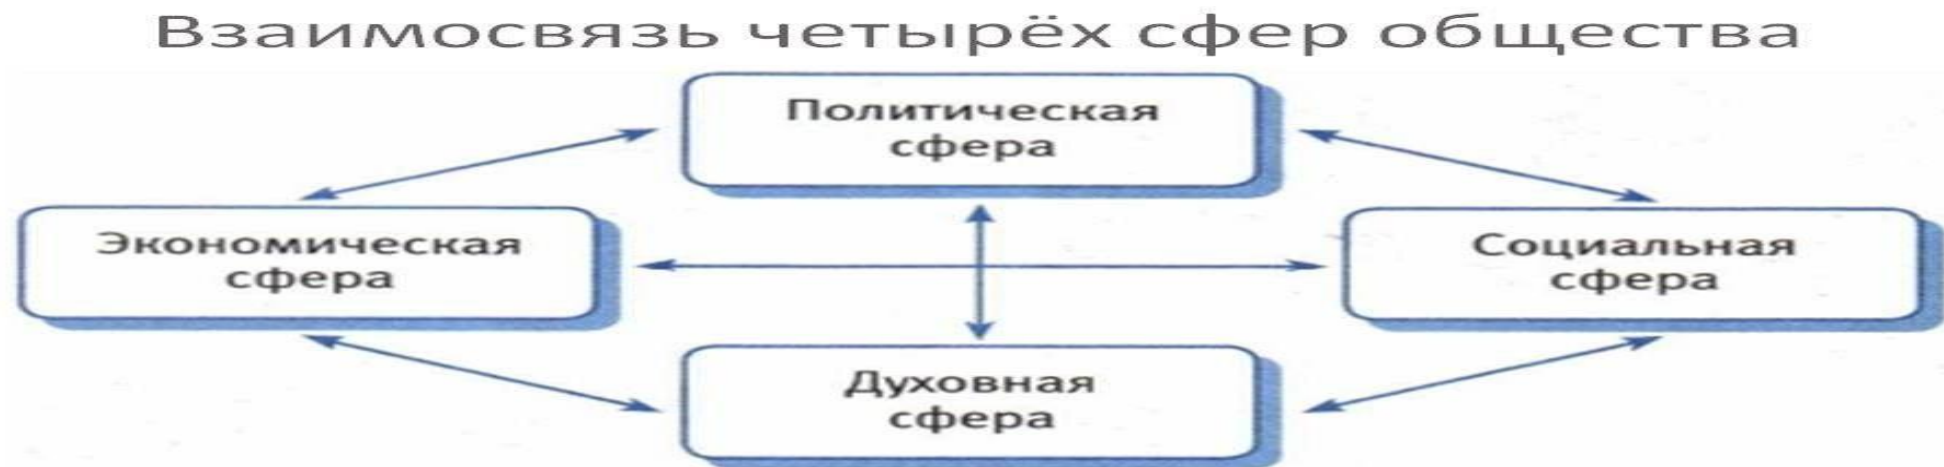 Взаимосвязь четырёх сфер общества
Политическая
сфера
Экономическая
сфера
Социальная
сфера
Духовная
сфера